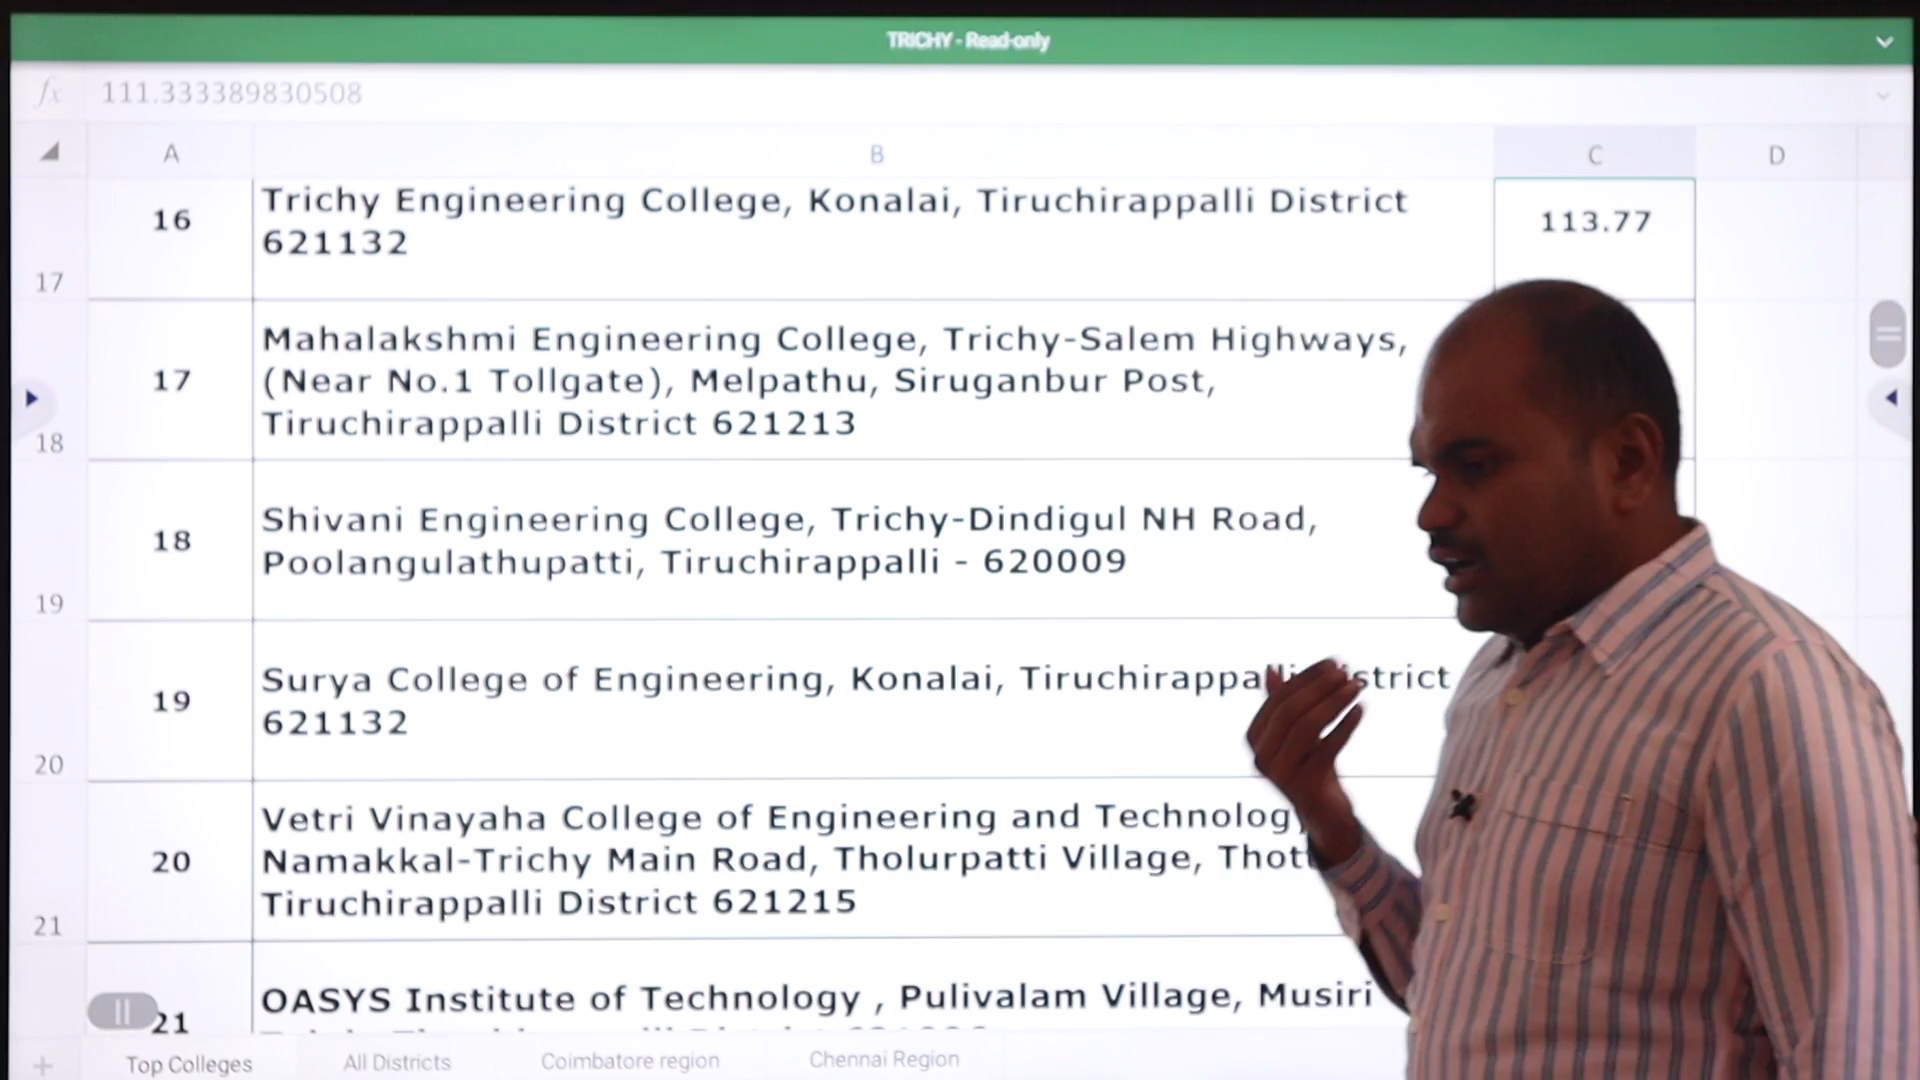 TRICHY - Read-only
fx 111.333389830508
A B C D
16 Trichy Engineering College, Konalai, Tiruchirappalli District
621132
113.77
17
17 Mahalakshmi Engineering College, Trichy-Salem Highways,
(Near No.1 Tollgate), Melpathu, Siruganbur Post,
Tiruchirappalli District 621213
18
18 Shivani Engineering College, Trichy-Dindigul NH Road,
Poolangulathupatti, Tiruchirappalli - 620009
19
19 Surya College of Engineering, Konalai, Tiruchirappalli District
621132
20
20 Vetri Vinayaha College of Engineering and Technology
Namakkal-Trichy Main Road, Tholurpatti Village,
Tiruchirappalli District 621215
21
21 OASYS Institute of Technology , Pulivalam Village, Musiri
Top Colleges All Districts Coimbatore region Chennai Region